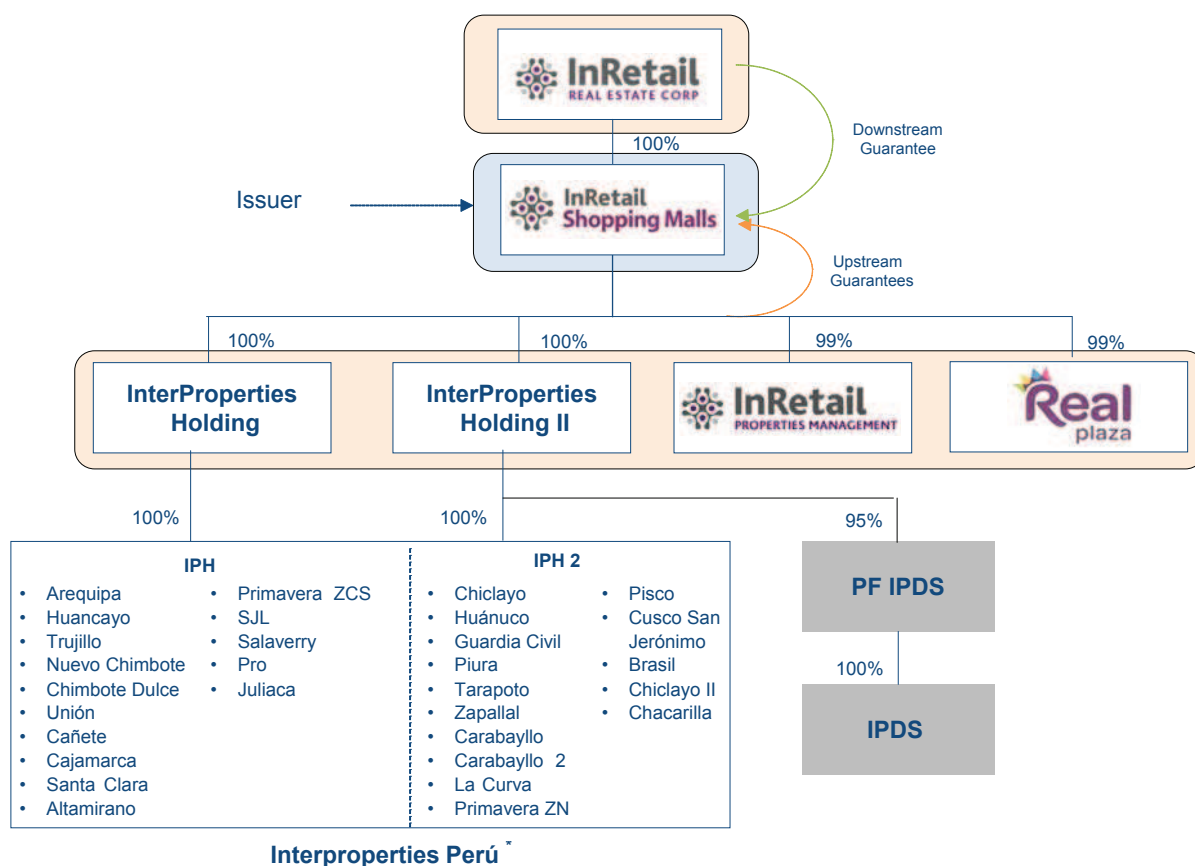 InRetail
REAL ESTATE CORP
100%
Downstream
Guarantee
Issuer
InRetail
Shopping Malls
Upstream
Guarantees
100%
100%
99%
99%
InterProperties
Holding
InterProperties
Holding II
InRetail
PROPERTIES MANAGEMENT
Real
plaza
100%
100%
95%
IPH
• Arequipa
• Huancayo
• Trujillo
• Nuevo Chimbote
• Chimbote Dulce
• Unión
• Cañete
• Cajamarca
• Santa Clara
• Altamirano
• Primavera ZCS
• SJL
• Salaverry
• Pro
• Juliaca
IPH 2
• Chiclayo
• Huánuco
• Guardia Civil
• Piura
• Tarapoto
• Zapallal
• Carabayllo
• Carabayllo 2
• La Curva
• Primavera ZN
• Pisco
• Cusco San
Jerónimo
• Brasil
• Chiclayo II
• Chacarilla
PF IPDS
100%
IPDS
Interproperties Perú *